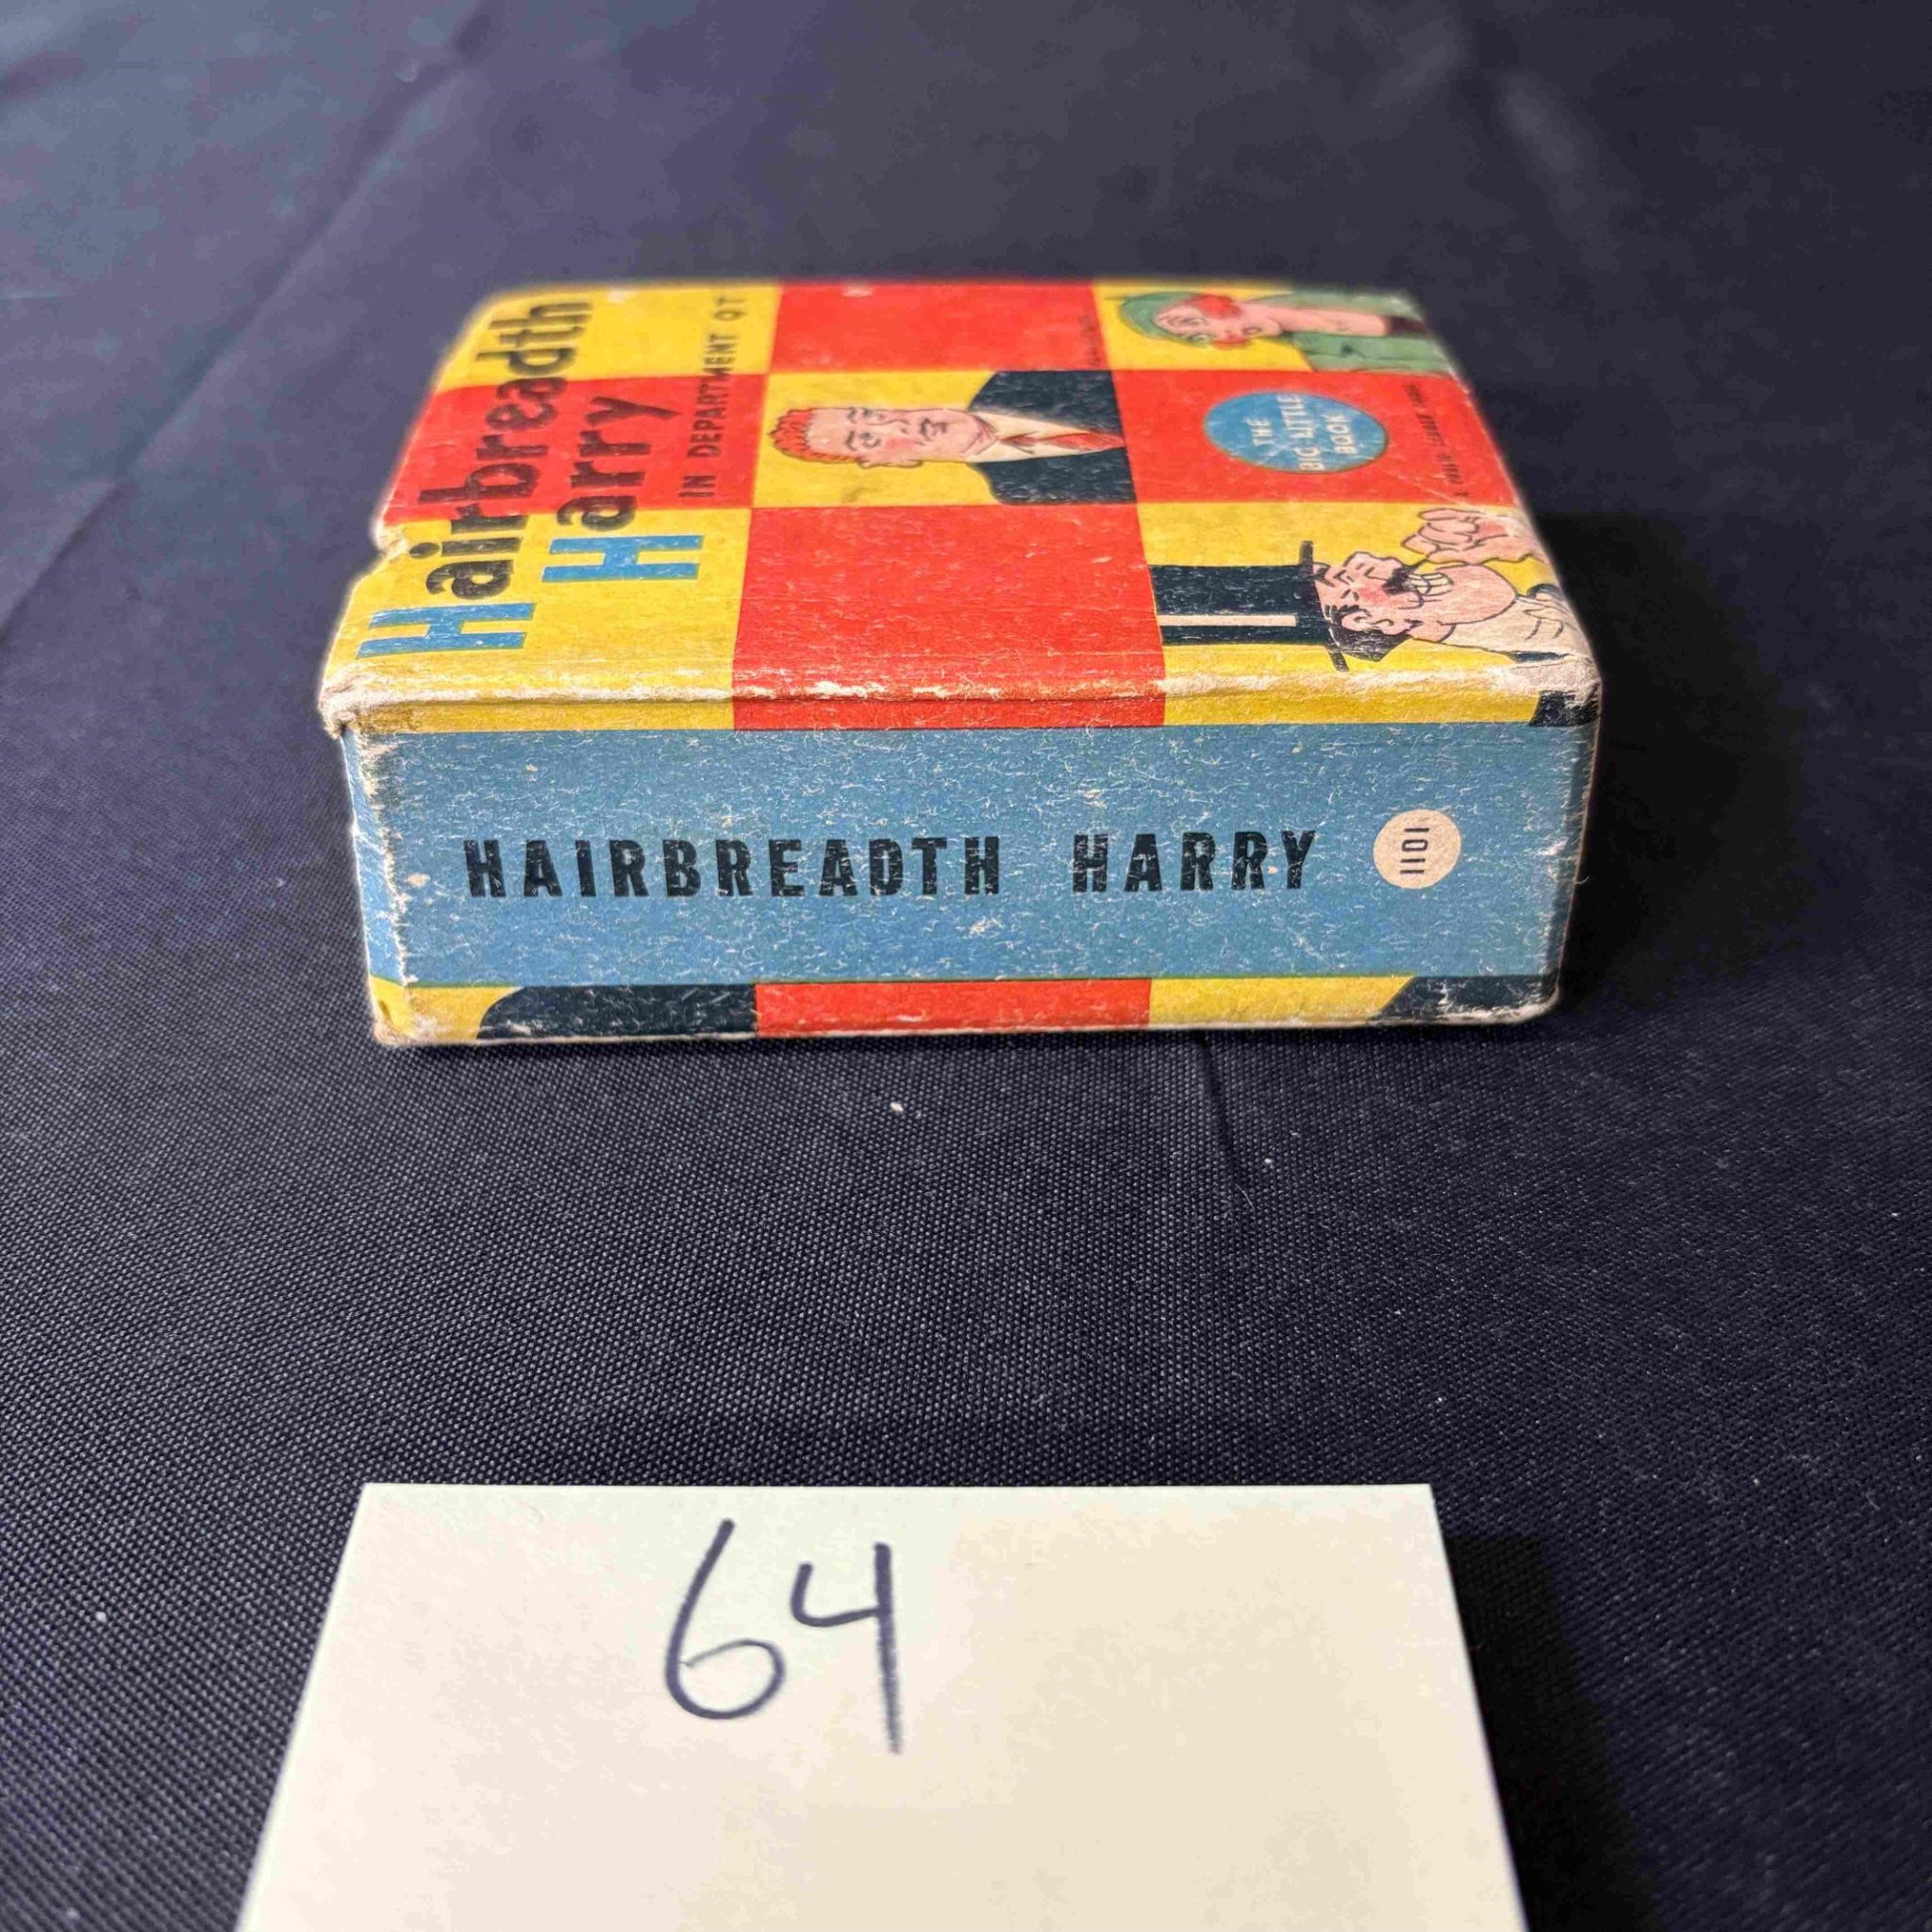 Hairbreadth
Harry
IN DEPARTMENT QT
THE
BIG LITTLE
BOOK
HAIRBREADTH HARRY
1101
64